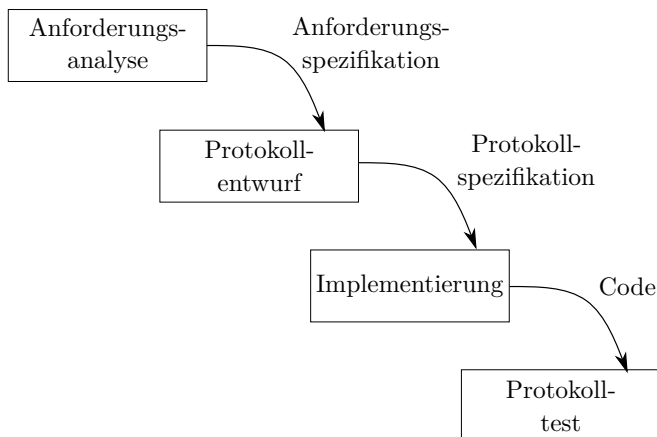 Anforderungs-
analyse
Anforderungs-
spezifikation
Protokoll-
entwurf
Protokoll-
spezifikation
Implementierung
Code
Protokoll-
test